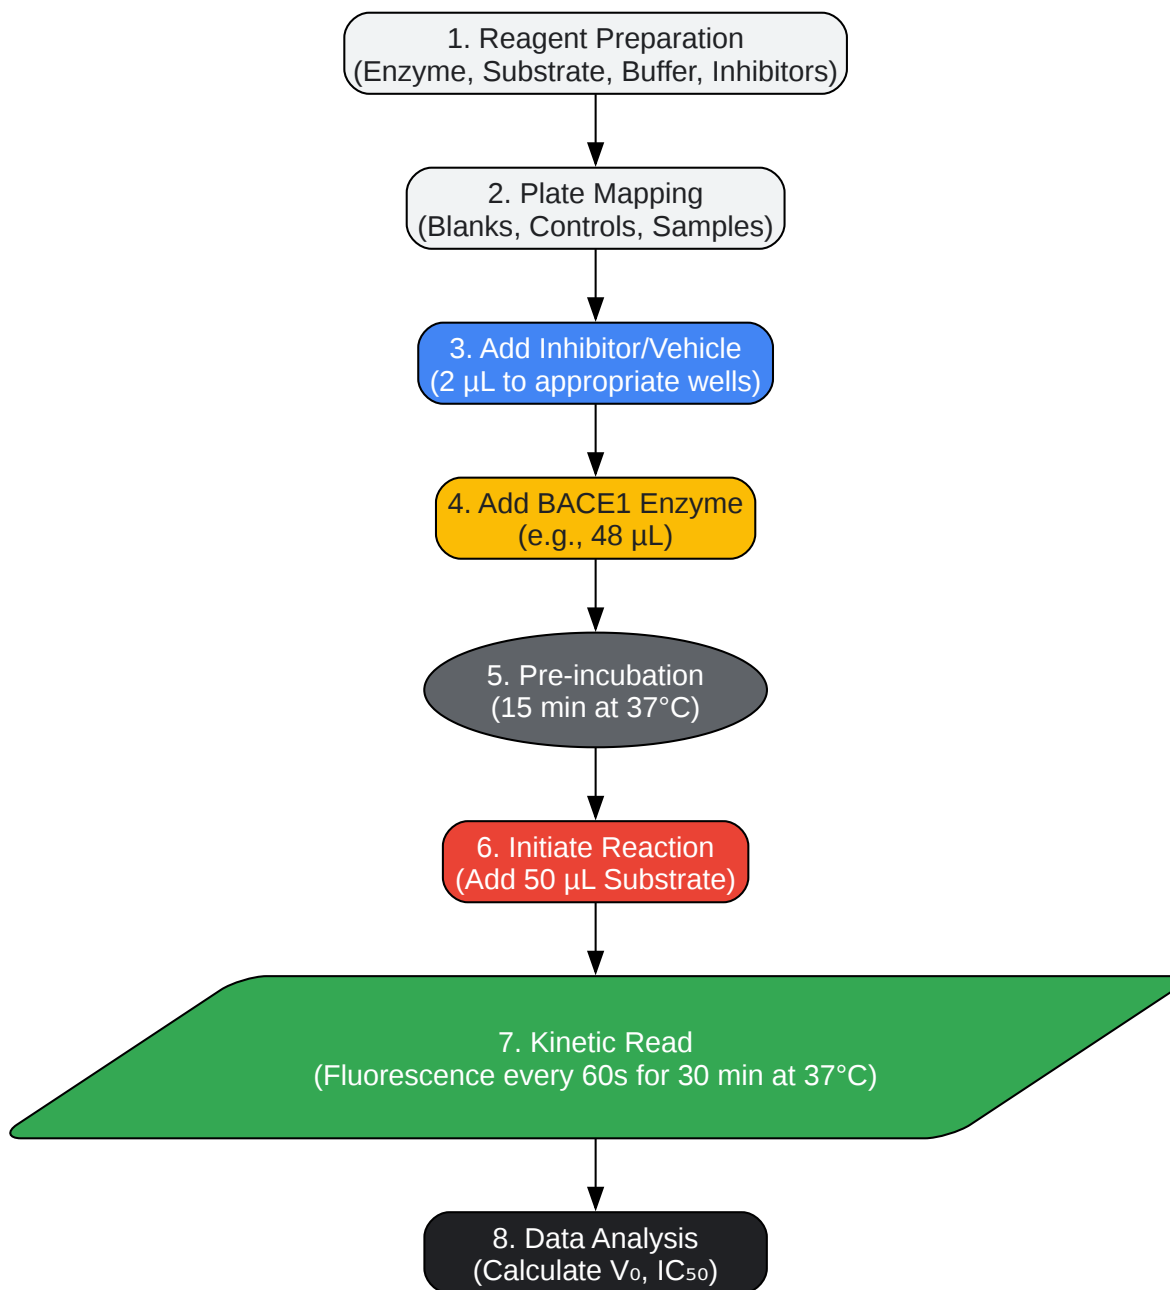 1. Reagent Preparation
(Enzyme, Substrate, Buffer, Inhibitors)
2. Plate Mapping
(Blanks, Controls, Samples)
3. Add Inhibitor/Vehicle
(2 µL to appropriate wells)
4. Add BACE1 Enzyme
(e.g., 48 µL)
5. Pre-incubation
(15 min at 37°C)
6. Initiate Reaction
(Add 50 µL Substrate)
7. Kinetic Read
(Fluorescence every 60s for 30 min at 37°C)
8. Data Analysis
(Calculate V₀, IC₅₀)